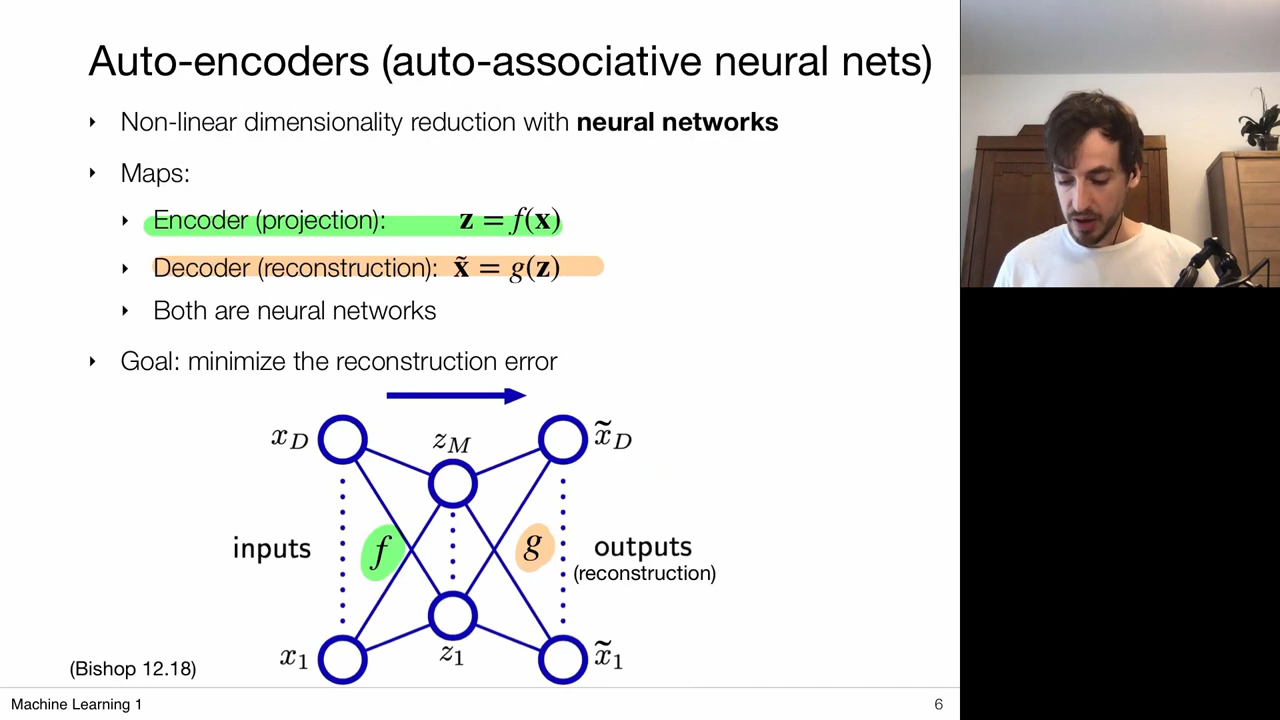 Auto-encoders (auto-associative neural nets)
‣ Non-linear dimensionality reduction with neural networks
‣ Maps:
‣ Encoder (projection): z = f(x)
‣ Decoder (reconstruction): x̃ = g(z)
‣ Both are neural networks
‣ Goal: minimize the reconstruction error
x_D z_M x̃_D
inputs f g outputs
(reconstruction)
x_1 z_1 x̃_1
(Bishop 12.18)
Machine Learning 1 6